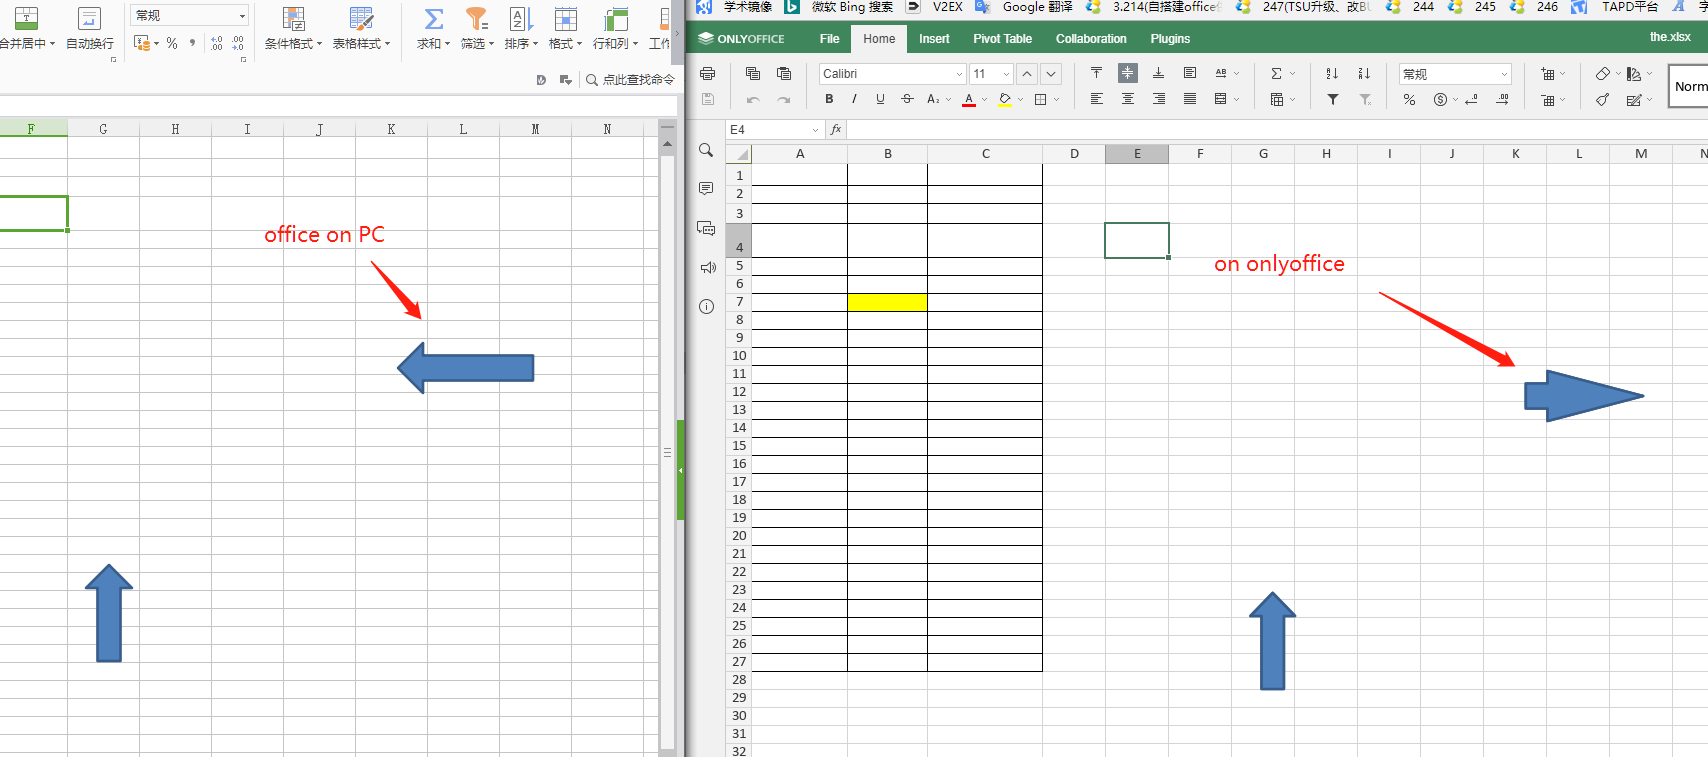 常规
合并居中 自动换行
% , 条件格式 表格样式 求和 筛选 排序 格式 行和列
点此查找命令
F G H I J K L M N
office on PC
学术镜像 微软 Bing 搜索 V2EX Google 翻译 3.214(自搭建office 247(TSU升级、改BU 244 245 246 TAPD平台
ONLYOFFICE File Home Insert Pivot Table Collaboration Plugins the.xlsx
Calibri 11 常规
Norm
E4 fx
A B C D E F G H I J K L M N
1
2
3
4
5
6
7
8
9
10
11
12
13
14
15
16
17
18
19
20
21
22
23
24
25
26
27
28
29
30
31
32
on onlyoffice